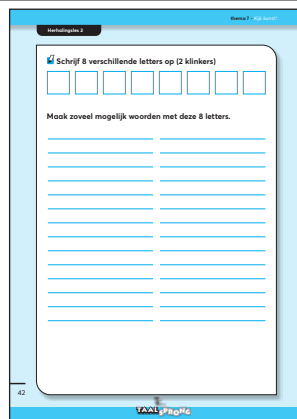 thema 7 - Kijk kunst!
Herhalingsles 2
Schrijf 8 verschillende letters op (2 klinkers)
Maak zoveel mogelijk woorden met deze 8 letters.
42
TAALSPRONG